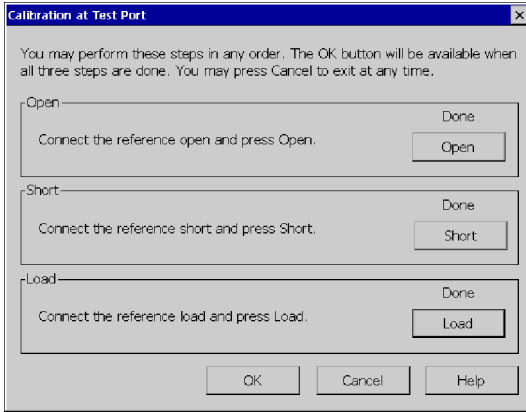 Calibration at Test Port
You may perform these steps in any order. The OK button will be available when
all three steps are done. You may press Cancel to exit at any time.
Open
Done
Connect the reference open and press Open.
Open
Short
Done
Connect the reference short and press Short.
Short
Load
Done
Connect the reference load and press Load.
Load
OK Cancel Help